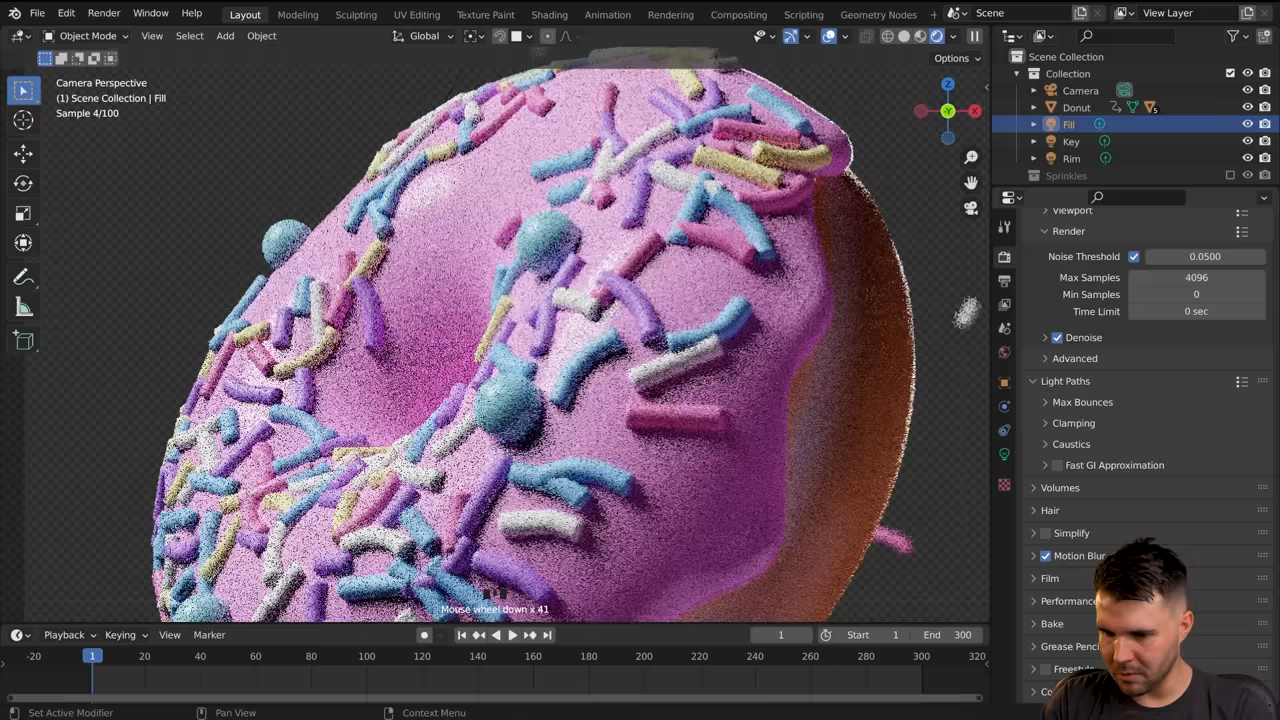 File Edit Render Window Help Layout Modeling Sculpting UV Editing Texture Paint Shading Animation Rendering Compositing Scripting Geometry Nodes + Scene View Layer
Object Mode View Select Add Object Global
Options
Camera Perspective
(1) Scene Collection | Fill
Sample 4/100
Z
Y
X
Scene Collection
Collection
Camera
Donut 5
Fill
Key
Rim
Sprinkles
Viewport
Render
Noise Threshold 0.0500
Max Samples 4096
Min Samples 0
Time Limit 0 sec
Denoise
Advanced
Light Paths
Max Bounces
Clamping
Caustics
Fast GI Approximation
Volumes
Hair
Simplify
Motion Blur
Film
Performance
Bake
Grease Pencil
Freestyle
Mouse wheel down x 41
Playback Keying View Marker 1 Start 1 End 300
-20 1 20 40 60 80 100 120 140 160 180 200 220 240 260 280 300 320
Set Active Modifier Pan View Context Menu